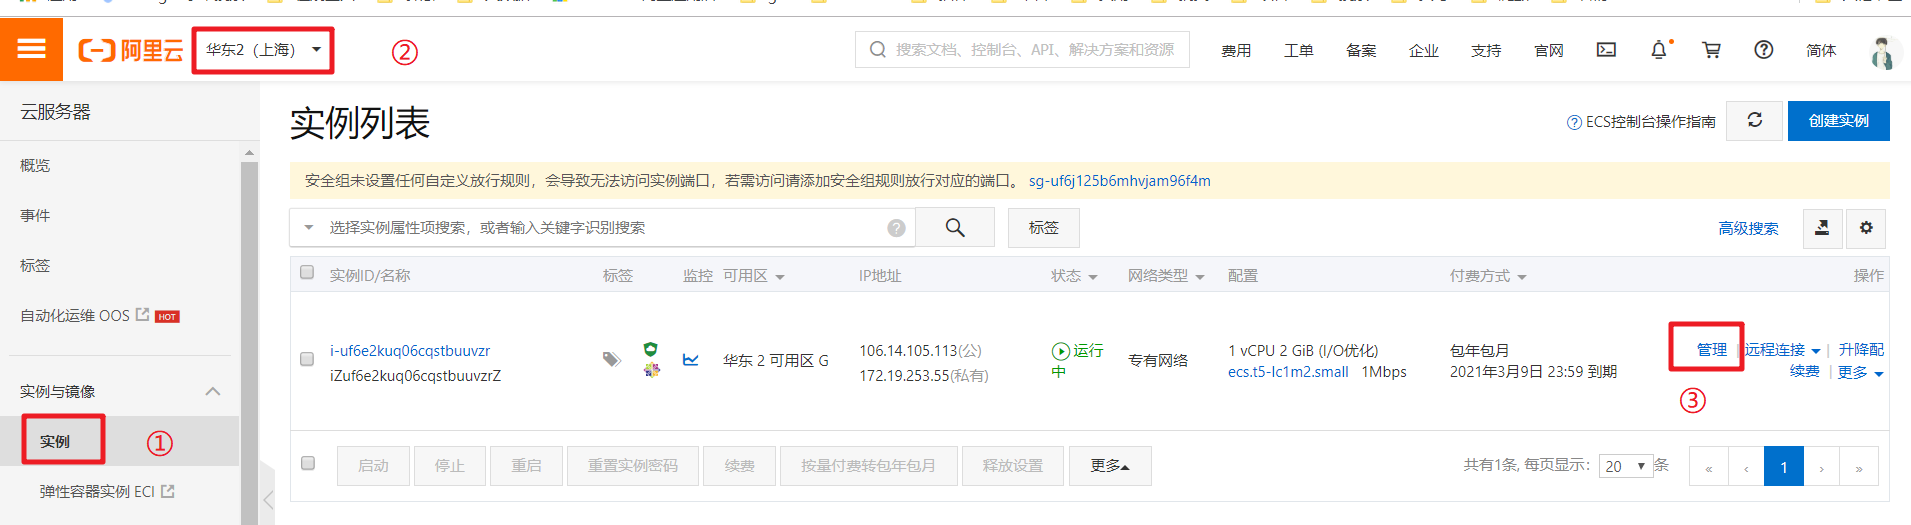 阿里云 华东2（上海） ② 搜索文档、控制台、API、解决方案和资源 费用 工单 备案 企业 支持 官网 简体
云服务器
概览
事件
标签
自动化运维 OOS HOT
实例与镜像
实例 ①
弹性容器实例 ECI
实例列表
ECS控制台操作指南 创建实例
安全组未设置任何自定义放行规则，会导致无法访问实例端口，若需访问请添加安全组规则放行对应的端口。 sg-uf6j125b6mhvjam96f4m
选择实例属性项搜索，或者输入关键字识别搜索 标签 高级搜索
实例ID/名称 标签 监控 可用区 IP地址 状态 网络类型 配置 付费方式 操作
i-uf6e2kuq06cqstbuuvzr
iZuf6e2kuq06cqstbuuvzrZ
华东 2 可用区 G
106.14.105.113(公)
172.19.253.55(私有)
运行
中
专有网络
1 vCPU 2 GiB (I/O优化)
ecs.t5-lc1m2.small 1Mbps
包年包月
2021年3月9日 23:59 到期
管理 | 远程连接 | 升降配
续费 | 更多
③
启动 停止 重启 重置实例密码 续费 按量付费转包年包月 释放设置 更多 共有1条, 每页显示： 20 条 « ‹ 1 › »